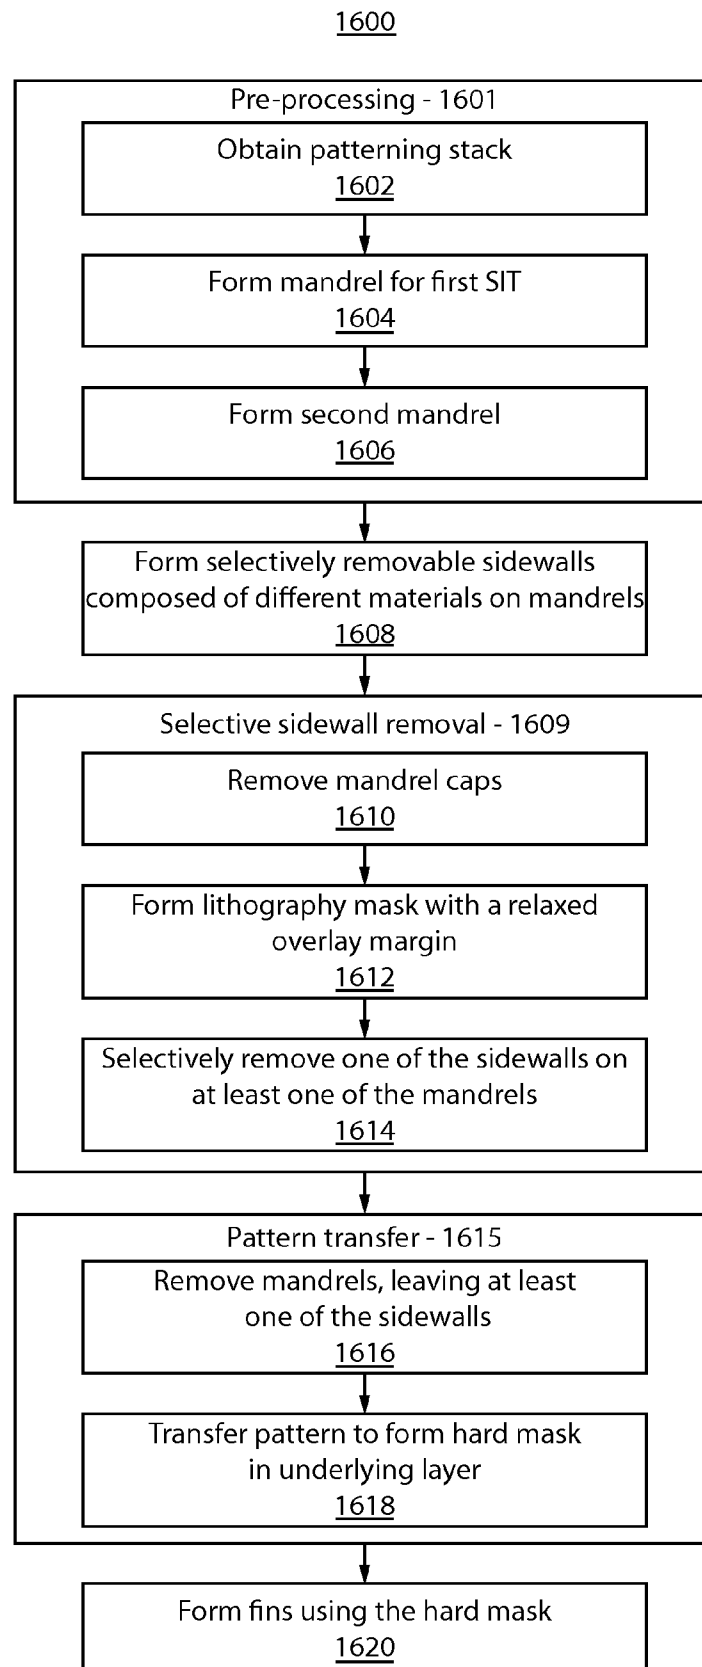 1600
Pre-processing - 1601
Obtain patterning stack
1602
Form mandrel for first SIT
1604
Form second mandrel
1606
Form selectively removable sidewalls
composed of different materials on mandrels
1608
Selective sidewall removal - 1609
Remove mandrel caps
1610
Form lithography mask with a relaxed
overlay margin
1612
Selectively remove one of the sidewalls on
at least one of the mandrels
1614
Pattern transfer - 1615
Remove mandrels, leaving at least
one of the sidewalls
1616
Transfer pattern to form hard mask
in underlying layer
1618
Form fins using the hard mask
1620